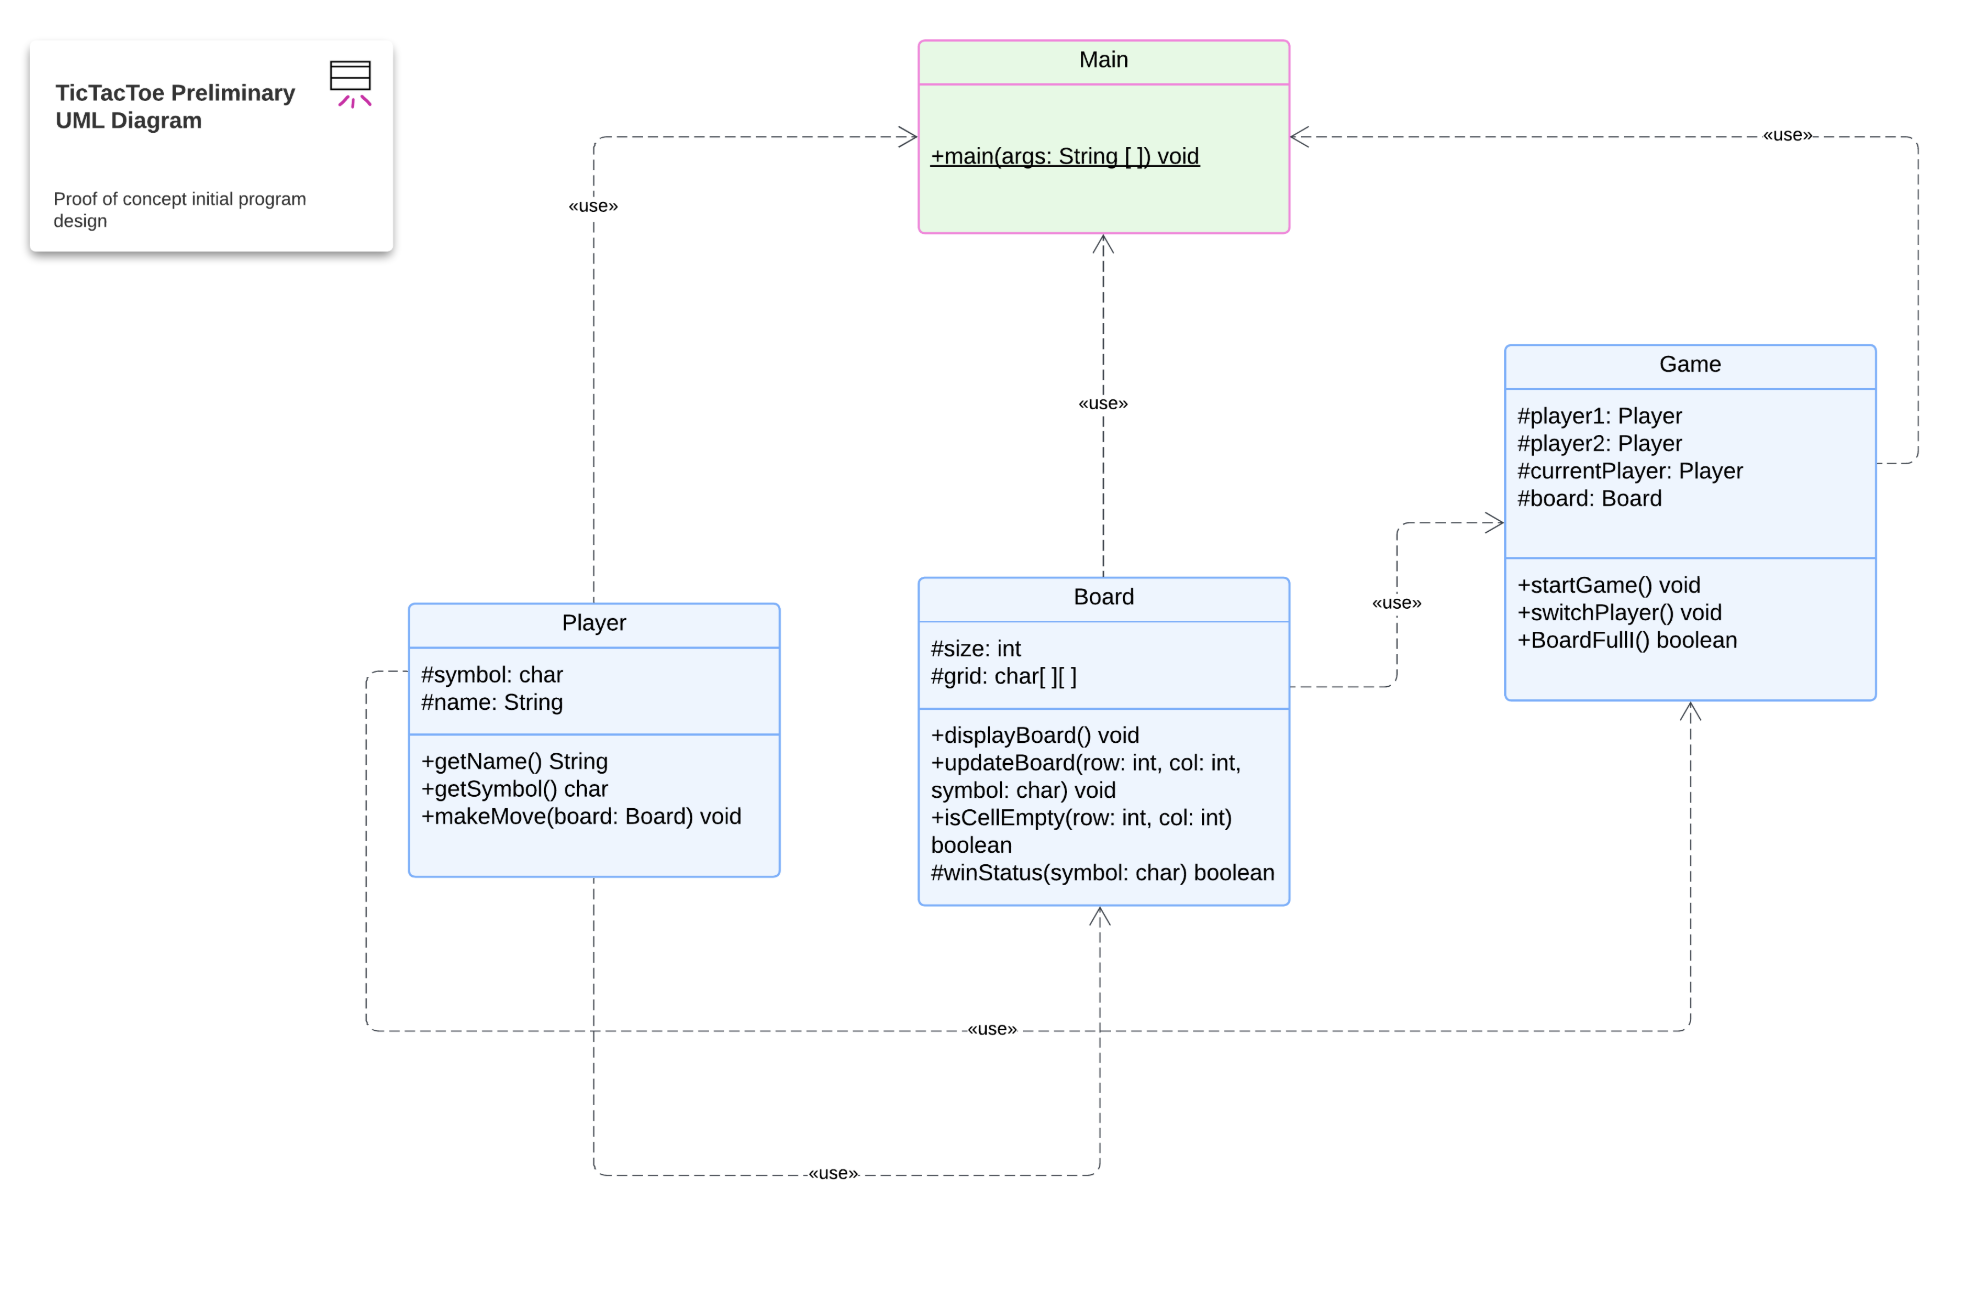 TicTacToe Preliminary
UML Diagram
Proof of concept initial program
design
Main
+main(args: String [ ]) void
«use»
«use»
«use»
Game
#player1: Player
#player2: Player
#currentPlayer: Player
#board: Board
+startGame() void
+switchPlayer() void
+BoardFullI() boolean
«use»
Player
#symbol: char
#name: String
+getName() String
+getSymbol() char
+makeMove(board: Board) void
Board
#size: int
#grid: char[ ][ ]
+displayBoard() void
+updateBoard(row: int, col: int,
symbol: char) void
+isCellEmpty(row: int, col: int)
boolean
#winStatus(symbol: char) boolean
«use»
«use»